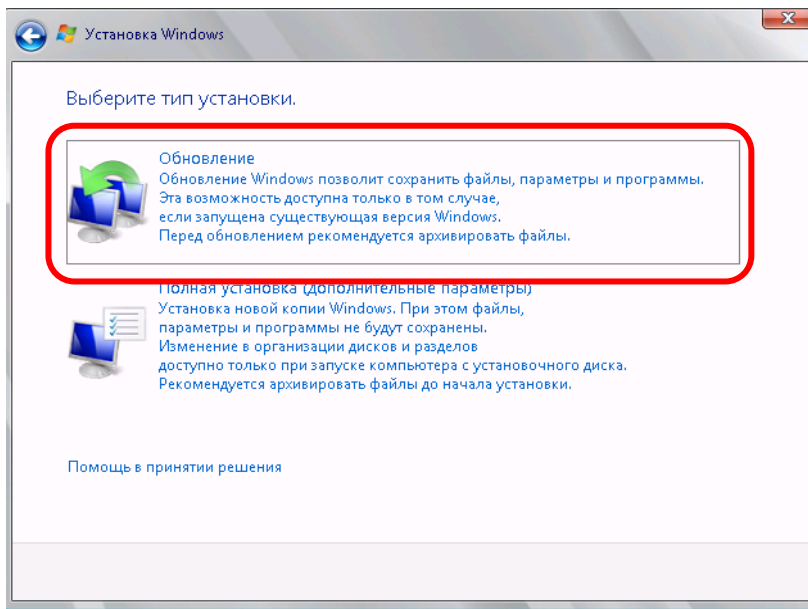 Установка Windows
Выберите тип установки.
Обновление
Обновление Windows позволит сохранить файлы, параметры и программы.
Эта возможность доступна только в том случае,
если запущена существующая версия Windows.
Перед обновлением рекомендуется архивировать файлы.
Полная установка (дополнительные параметры)
Установка новой копии Windows. При этом файлы,
параметры и программы не будут сохранены.
Изменение в организации дисков и разделов
доступно только при запуске компьютера с установочного диска.
Рекомендуется архивировать файлы до начала установки.
Помощь в принятии решения